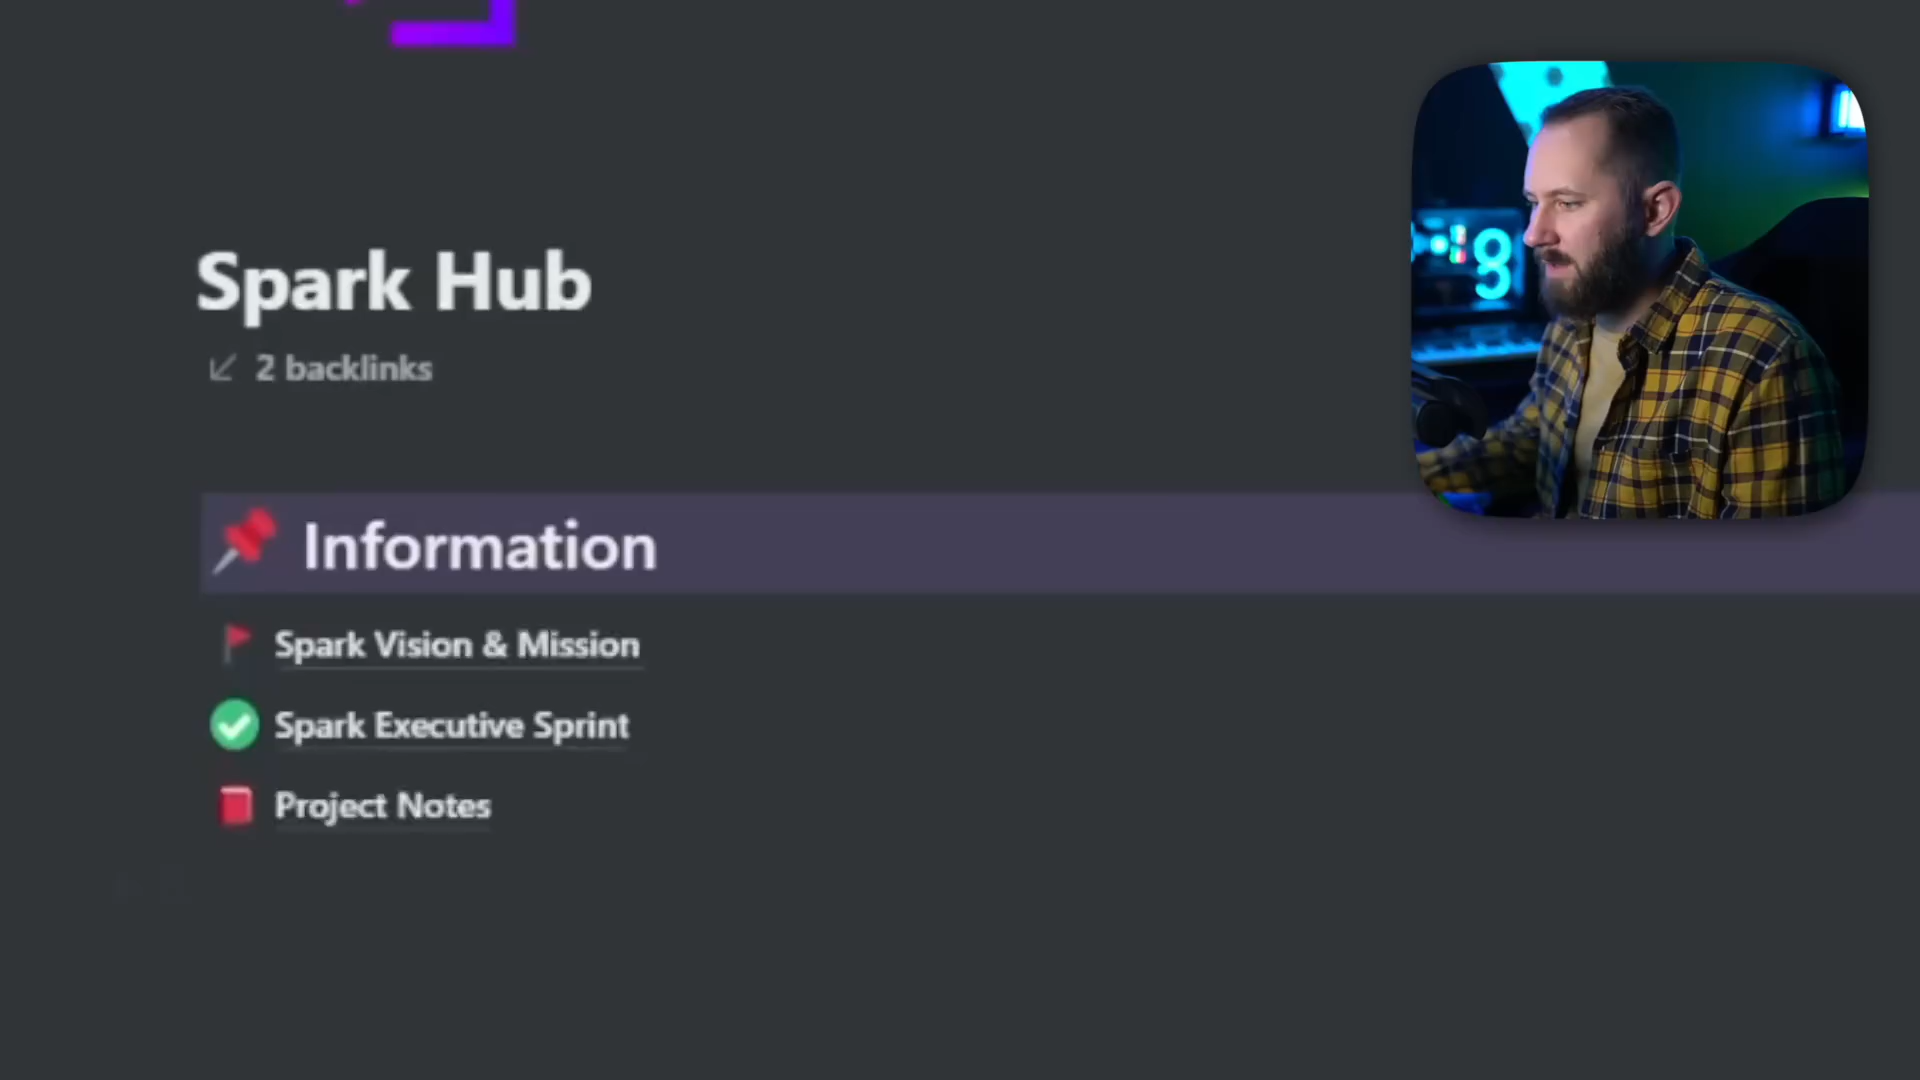 Spark Hub
2 backlinks
Information
Spark Vision & Mission
Spark Executive Sprint
Project Notes